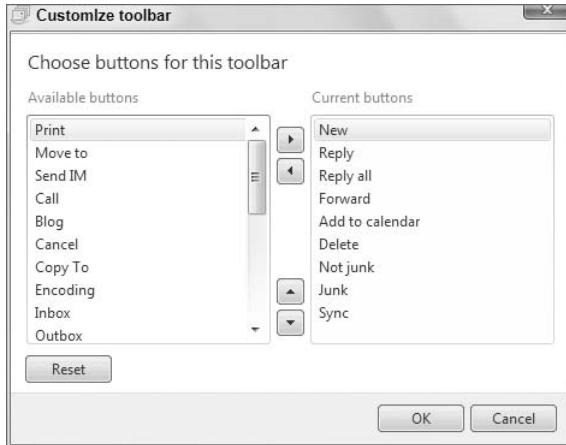 Customize toolbar
Choose buttons for this toolbar
Available buttons
Print
Move to
Send IM
Call
Blog
Cancel
Copy To
Encoding
Inbox
Outbox
Current buttons
New
Reply
Reply all
Forward
Add to calendar
Delete
Not junk
Junk
Sync
Reset
OK
Cancel